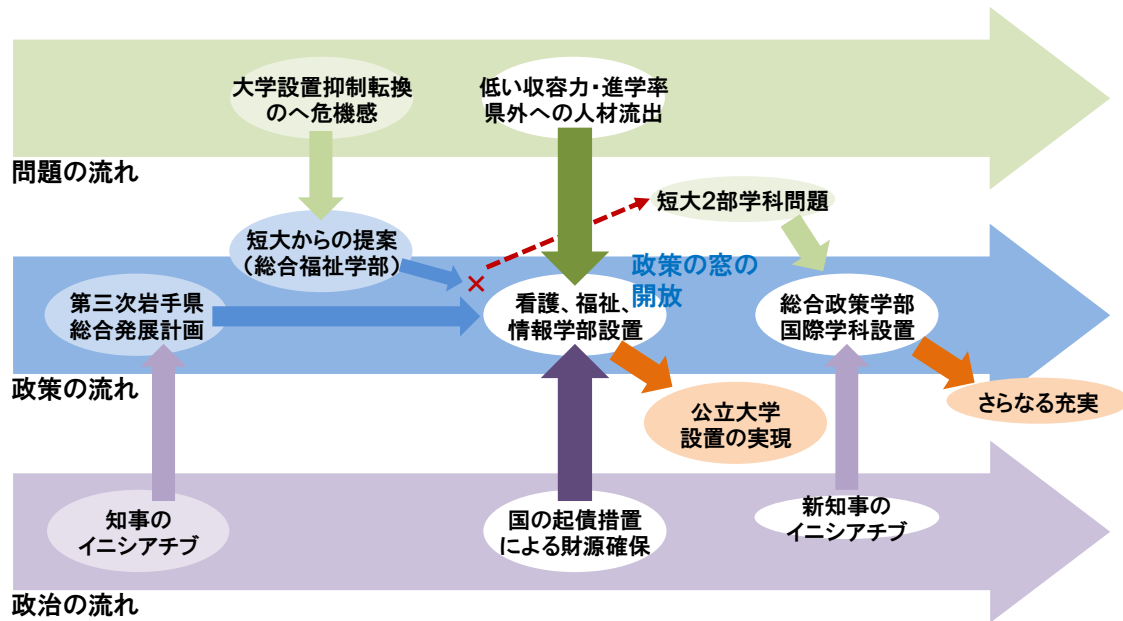 大学設置抑制転換
のへ危機感
低い収容力・進学率
県外への人材流出
問題の流れ
短大2部学科問題
短大からの提案
（総合福祉学部）
×
政策の窓の
開放
第三次岩手県
総合発展計画
看護、福祉、
情報学部設置
総合政策学部
国際学科設置
政策の流れ
公立大学
設置の実現
さらなる充実
知事の
イニシアチブ
国の起債措置
による財源確保
新知事の
イニシアチブ
政治の流れ